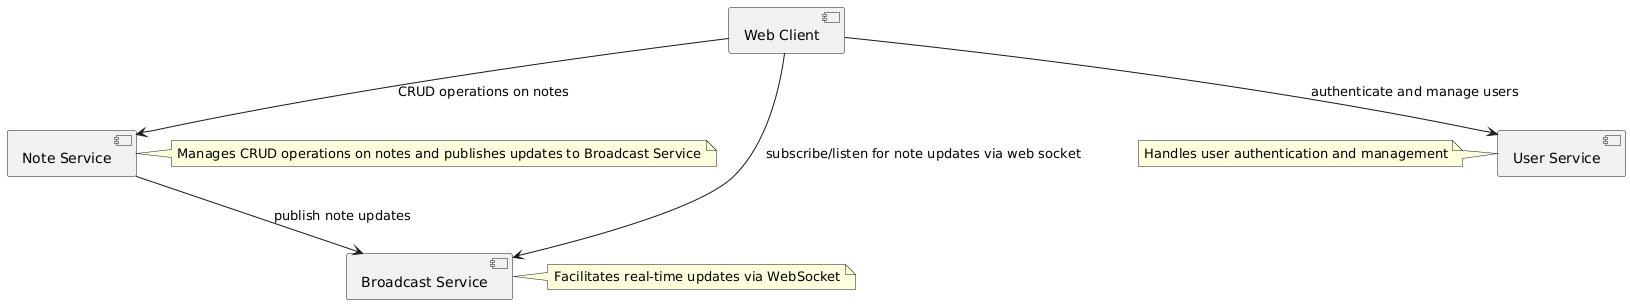 Web Client
CRUD operations on notes
authenticate and manage users
Note Service
Manages CRUD operations on notes and publishes updates to Broadcast Service
subscribe/listen for note updates via web socket
Handles user authentication and management
User Service
publish note updates
Broadcast Service
Facilitates real-time updates via WebSocket